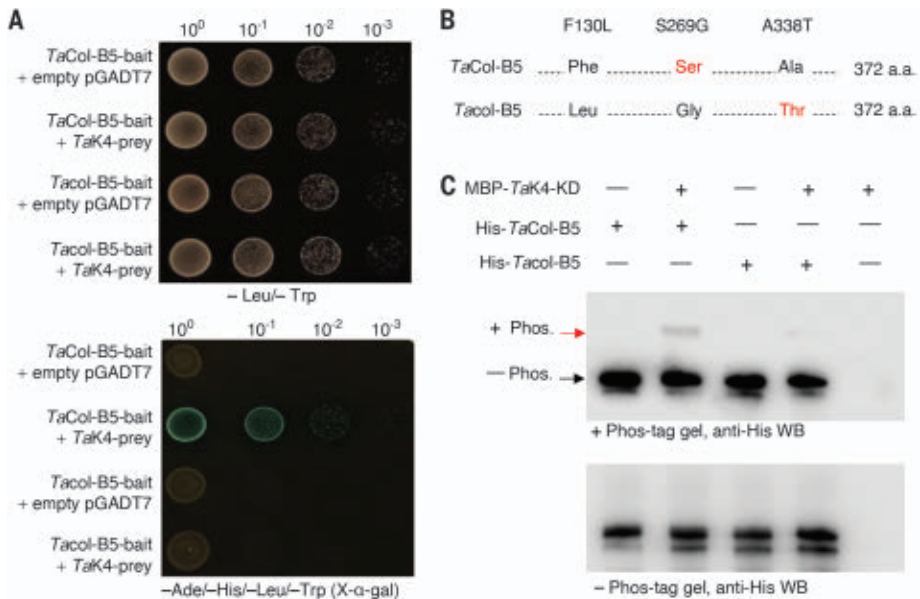 A
10⁰ 10⁻¹ 10⁻² 10⁻³
TaCol-B5-bait
+ empty pGADT7
TaCol-B5-bait
+ TaK4-prey
Tacol-B5-bait
+ empty pGADT7
Tacol-B5-bait
+ TaK4-prey
– Leu/– Trp
10⁰ 10⁻¹ 10⁻² 10⁻³
TaCol-B5-bait
+ empty pGADT7
TaCol-B5-bait
+ TaK4-prey
Tacol-B5-bait
+ empty pGADT7
Tacol-B5-bait
+ TaK4-prey
–Ade/–His/–Leu/–Trp (X-α-gal)
B
F130L S269G A338T
TaCol-B5 Phe Ser Ala 372 a.a.
Tacol-B5 Leu Gly Thr 372 a.a.
C
MBP-TaK4-KD — + — + +
His-TaCol-B5 + + — — —
His-Tacol-B5 — — + + —
+ Phos.
— Phos.
+ Phos-tag gel, anti-His WB
– Phos-tag gel, anti-His WB